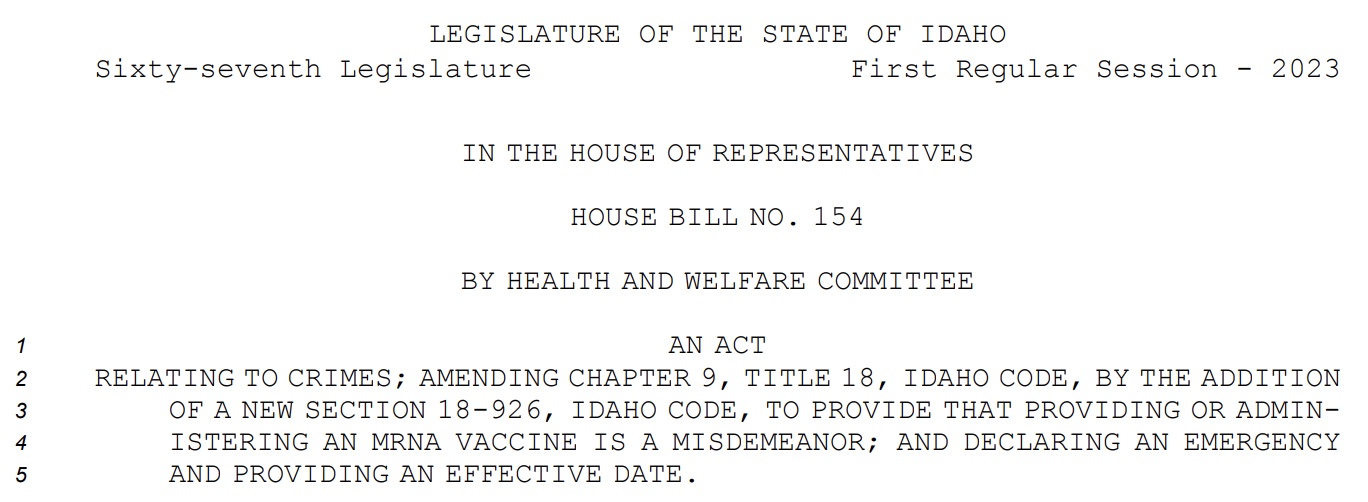 LEGISLATURE OF THE STATE OF IDAHO
Sixty-seventh Legislature First Regular Session - 2023
IN THE HOUSE OF REPRESENTATIVES
HOUSE BILL NO. 154
BY HEALTH AND WELFARE COMMITTEE
1 AN ACT
2 RELATING TO CRIMES; AMENDING CHAPTER 9, TITLE 18, IDAHO CODE, BY THE ADDITION
3 OF A NEW SECTION 18-926, IDAHO CODE, TO PROVIDE THAT PROVIDING OR ADMIN-
4 ISTERING AN MRNA VACCINE IS A MISDEMEANOR; AND DECLARING AN EMERGENCY
5 AND PROVIDING AN EFFECTIVE DATE.